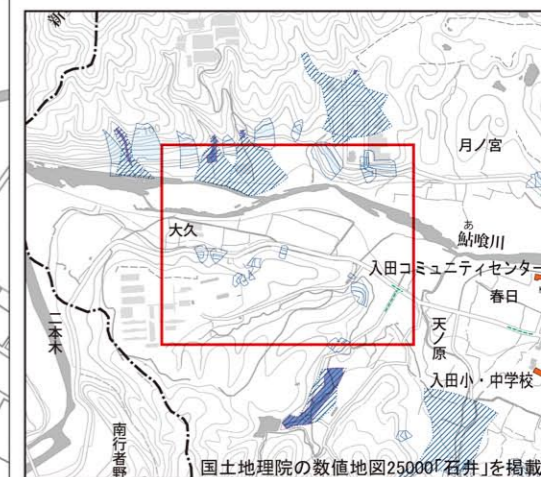 新
月ノ宮
大久
あ
鮎喰川
入田コミュニティセンター
春日
二本木
天ノ原
入田小・中学校
南行者野
国土地理院の数値地図25000「石井」を掲載